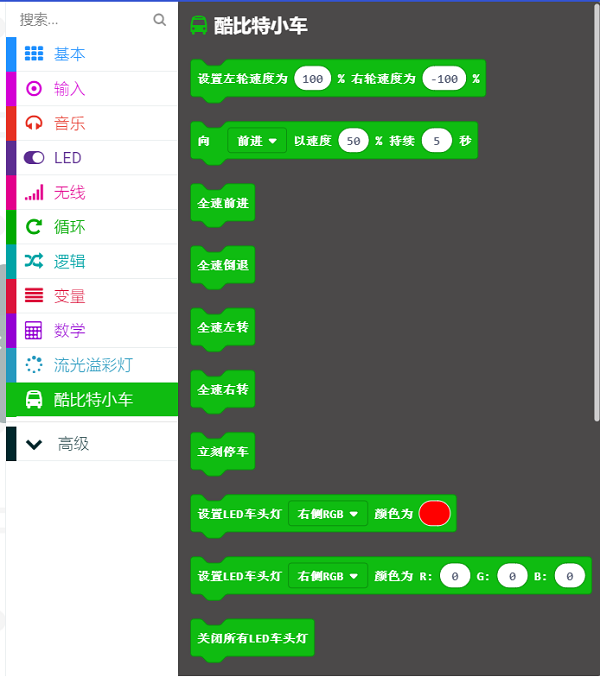 搜索...
基本
输入
音乐
LED
无线
循环
逻辑
变量
数学
流光溢彩灯
酷比特小车
高级
酷比特小车
设置左轮速度为 100 % 右轮速度为 -100 %
向 前进 以速度 50 % 持续 5 秒
全速前进
全速倒退
全速左转
全速右转
立刻停车
设置LED车头灯 右侧RGB 颜色为
设置LED车头灯 右侧RGB 颜色为 R: 0 G: 0 B: 0
关闭所有LED车头灯